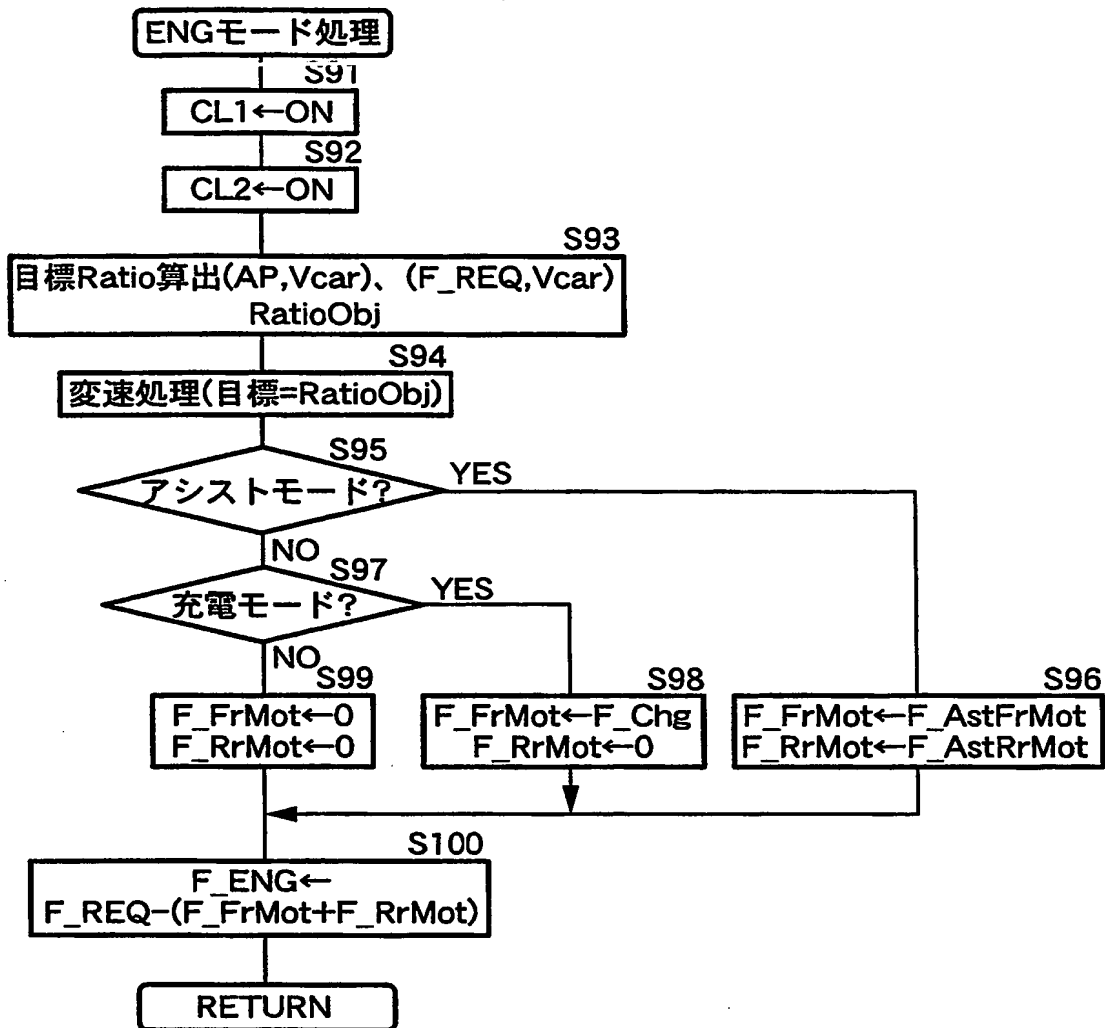 ENGモード処理
S91
CL1←ON
S92
CL2←ON
S93
目標Ratio算出(AP,Vcar)、(F_REQ,Vcar)
RatioObj
S94
変速処理(目標=RatioObj)
S95
アシストモード?
YES
NO
S97
充電モード?
YES
NO
S99
F_FrMot←0
F_RrMot←0
S98
F_FrMot←F_Chg
F_RrMot←0
S96
F_FrMot←F_AstFrMot
F_RrMot←F_AstRrMot
S100
F_ENG←
F_REQ-(F_FrMot+F_RrMot)
RETURN